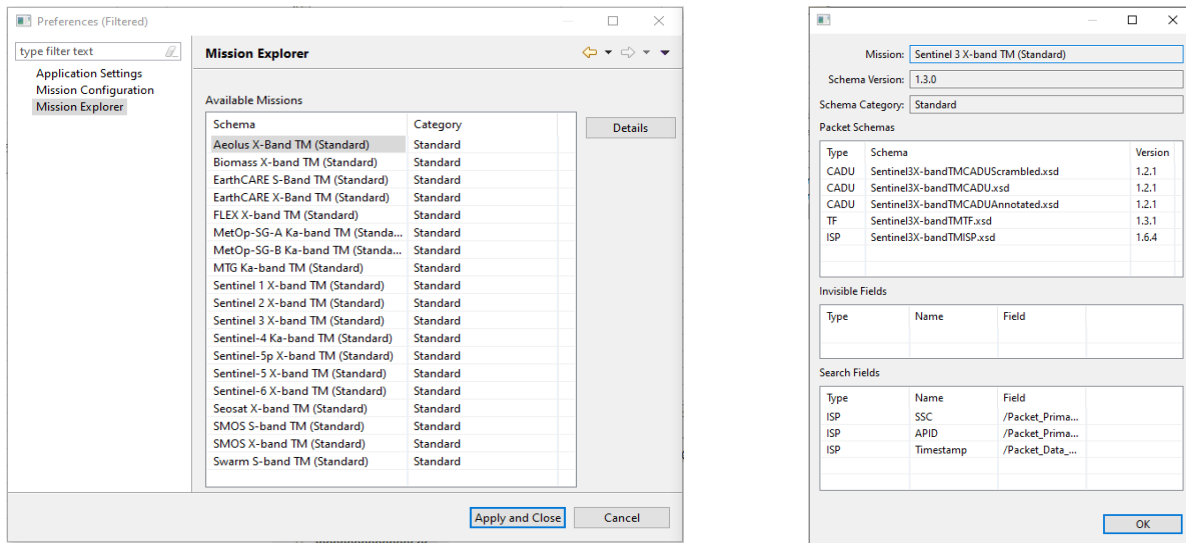 Preferences (Filtered)
type filter text
Application Settings
Mission Configuration
Mission Explorer
Mission Explorer
Available Missions
Schema Category
Aeolus X-Band TM (Standard) Standard
Biomass X-band TM (Standard) Standard
EarthCARE S-Band TM (Standard) Standard
EarthCARE X-Band TM (Standard) Standard
FLEX X-band TM (Standard) Standard
MetOp-SG-A Ka-band TM (Standa... Standard
MetOp-SG-B Ka-band TM (Standa... Standard
MTG Ka-band TM (Standard) Standard
Sentinel 1 X-band TM (Standard) Standard
Sentinel 2 X-band TM (Standard) Standard
Sentinel 3 X-band TM (Standard) Standard
Sentinel-4 Ka-band TM (Standard) Standard
Sentinel-5p X-band TM (Standard) Standard
Sentinel-5 X-band TM (Standard) Standard
Sentinel-6 X-band TM (Standard) Standard
Seosat X-band TM (Standard) Standard
SMOS S-band TM (Standard) Standard
SMOS X-band TM (Standard) Standard
Swarm S-band TM (Standard) Standard
Details
Apply and Close Cancel
Mission: Sentinel 3 X-band TM (Standard)
Schema Version: 1.3.0
Schema Category: Standard
Packet Schemas
Type Schema Version
CADU Sentinel3X-bandTMCADUScrambled.xsd 1.2.1
CADU Sentinel3X-bandTMCADU.xsd 1.2.1
CADU Sentinel3X-bandTMCADUAnnotated.xsd 1.2.1
TF Sentinel3X-bandTMTF.xsd 1.3.1
ISP Sentinel3X-bandTMISP.xsd 1.6.4
Invisible Fields
Type Name Field
Search Fields
Type Name Field
ISP SSC /Packet_Prima...
ISP APID /Packet_Prima...
ISP Timestamp /Packet_Data_...
OK